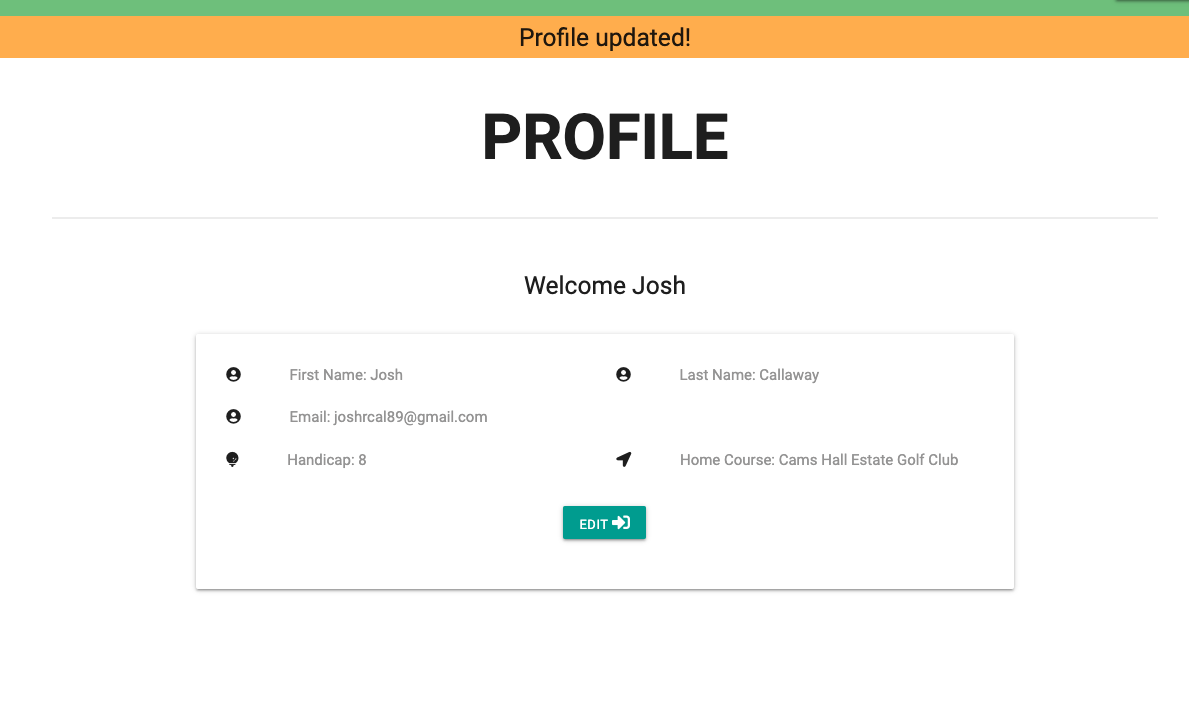 Profile updated!
PROFILE
Welcome Josh
First Name: Josh
Last Name: Callaway
Email: joshrcal89@gmail.com
Handicap: 8
Home Course: Cams Hall Estate Golf Club
EDIT